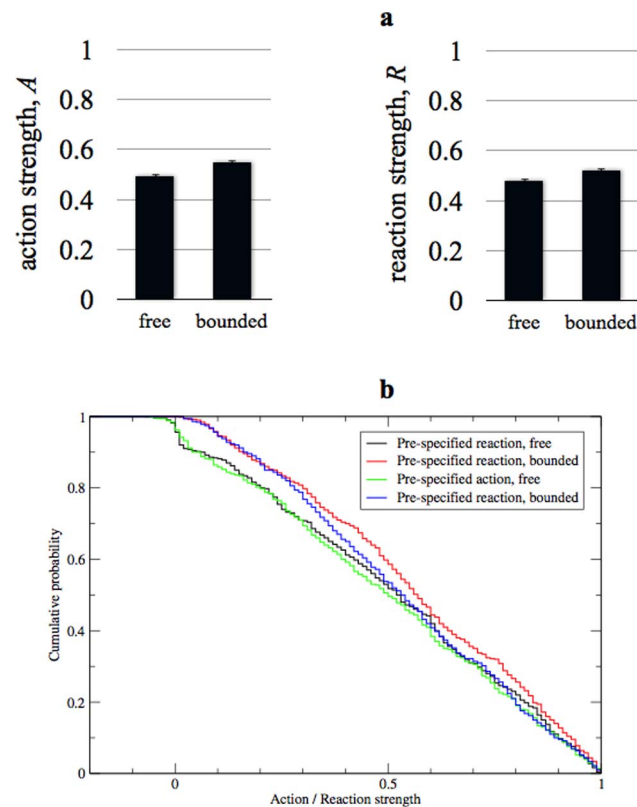 a
action strength, A
1
0.8
0.6
0.4
0.2
0
free bounded
reaction strength, R
1
0.8
0.6
0.4
0.2
0
free bounded
b
Cumulative probability
1
0.8
0.6
0.4
0.2
0
Pre-specified reaction, free
Pre-specified reaction, bounded
Pre-specified action, free
Pre-specified reaction, bounded
0 0.5 1
Action / Reaction strength